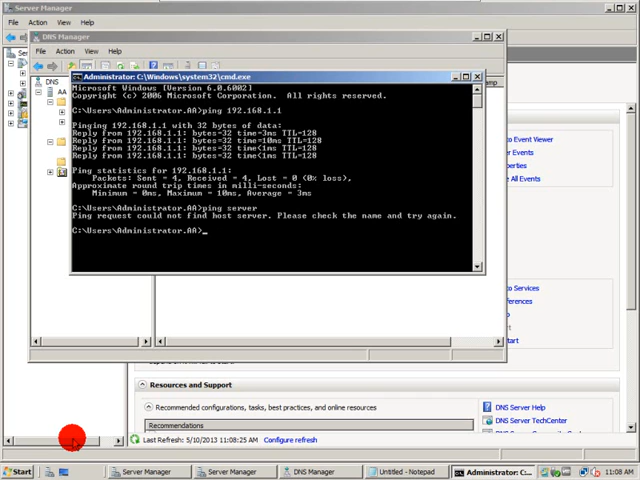 Server Manager
File Action View Help
DNS Manager
File Action View Help
DNS
AA
Administrator: C:\Windows\system32\cmd.exe
Microsoft Windows [Version 6.0.6002]
Copyright (c) 2006 Microsoft Corporation. All rights reserved.
C:\Users\Administrator.AA>ping 192.168.1.1
Pinging 192.168.1.1 with 32 bytes of data:
Reply from 192.168.1.1: bytes=32 time=3ms TTL=128
Reply from 192.168.1.1: bytes=32 time=10ms TTL=128
Reply from 192.168.1.1: bytes=32 time<1ms TTL=128
Reply from 192.168.1.1: bytes=32 time<1ms TTL=128
Ping statistics for 192.168.1.1:
Packets: Sent = 4, Received = 4, Lost = 0 (0% loss),
Approximate round trip times in milli-seconds:
Minimum = 0ms, Maximum = 10ms, Average = 3ms
C:\Users\Administrator.AA>ping server
Ping request could not find host server. Please check the name and try again.
C:\Users\Administrator.AA>_
to Event Viewer
to Services
Resources and Support
Recommended configurations, tasks, best practices, and online resources
Recommendations
DNS Server Help
DNS Server TechCenter
Last Refresh: 5/10/2013 11:08:25 AM Configure refresh
Start Server Manager Server Manager DNS Manager Untitled - Notepad Administrator: C:... 11:08 AM